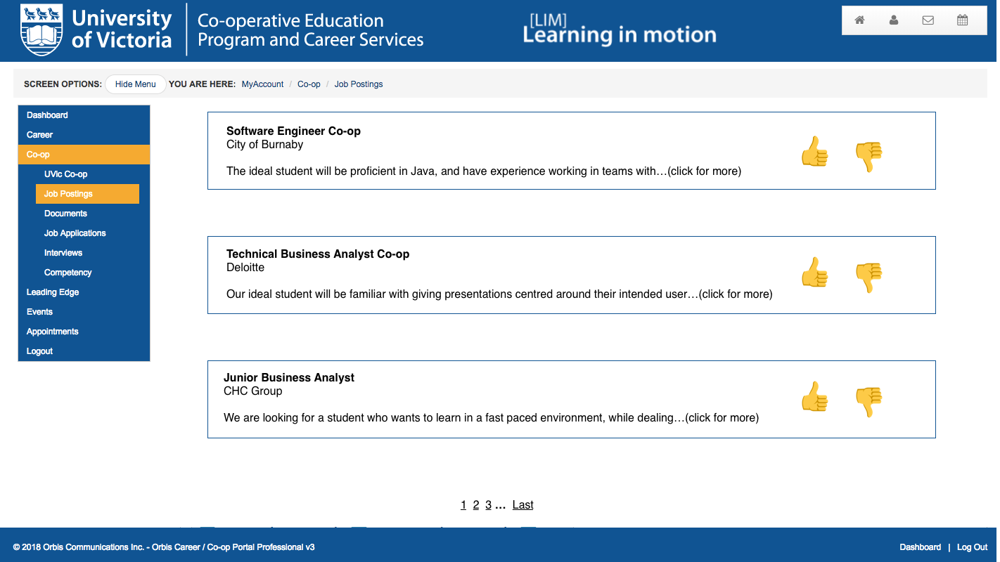 University
of Victoria
Co-operative Education
Program and Career Services
[LIM]
Learning in motion
SCREEN OPTIONS: Hide Menu YOU ARE HERE: MyAccount / Co-op / Job Postings
Dashboard
Career
Co-op
UVic Co-op
Job Postings
Documents
Job Applications
Interviews
Competency
Leading Edge
Events
Appointments
Logout
Software Engineer Co-op
City of Burnaby
The ideal student will be proficient in Java, and have experience working in teams with…(click for more)
Technical Business Analyst Co-op
Deloitte
Our ideal student will be familiar with giving presentations centred around their intended user…(click for more)
Junior Business Analyst
CHC Group
We are looking for a student who wants to learn in a fast paced environment, while dealing…(click for more)
1 2 3 … Last
© 2018 Orbis Communications Inc. - Orbis Career / Co-op Portal Professional v3
Dashboard | Log Out